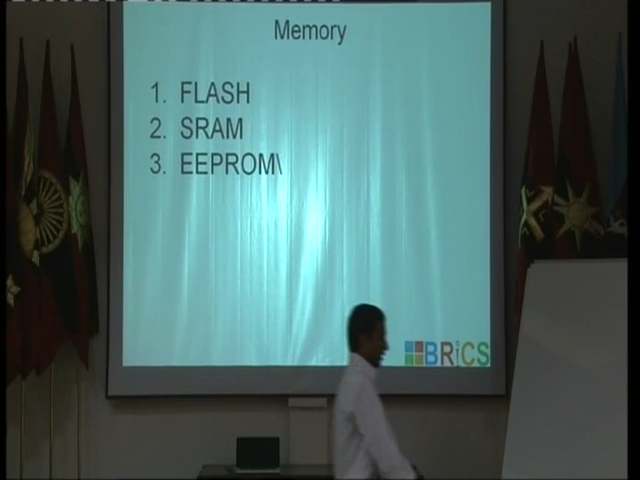 Memory
1. FLASH
2. SRAM
3. EEPROM\
BRiCS